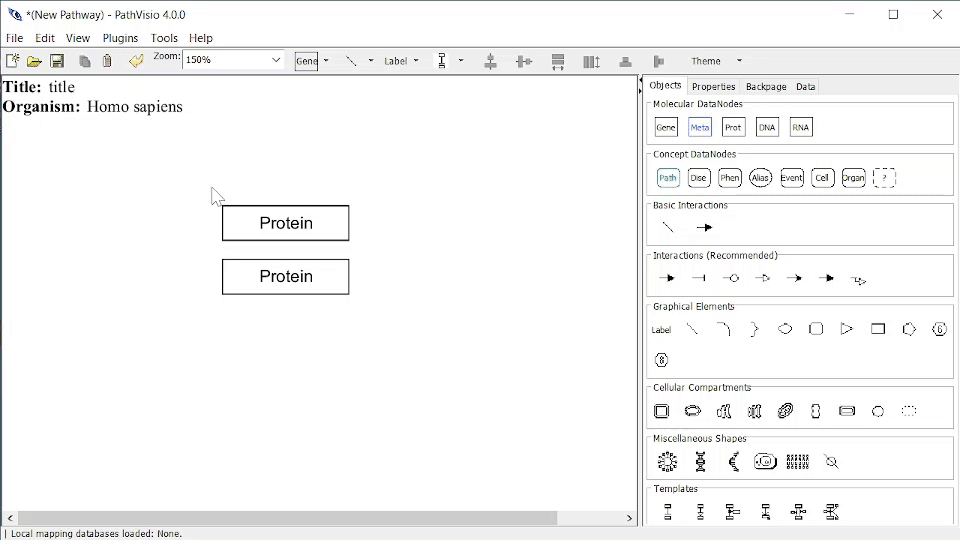 *(New Pathway) - PathVisio 4.0.0
File Edit View Plugins Tools Help
Zoom: 150% Gene Label Theme
Title: title
Organism: Homo sapiens
Protein
Protein
Objects Properties Backpage Data
Molecular DataNodes
Gene Meta Prot DNA RNA
Concept DataNodes
Path Dise Phen Alias Event Cell Organ ?
Basic Interactions
Interactions (Recommended)
Graphical Elements
Label
Cellular Compartments
Miscellaneous Shapes
Templates
Local mapping databases loaded: None.